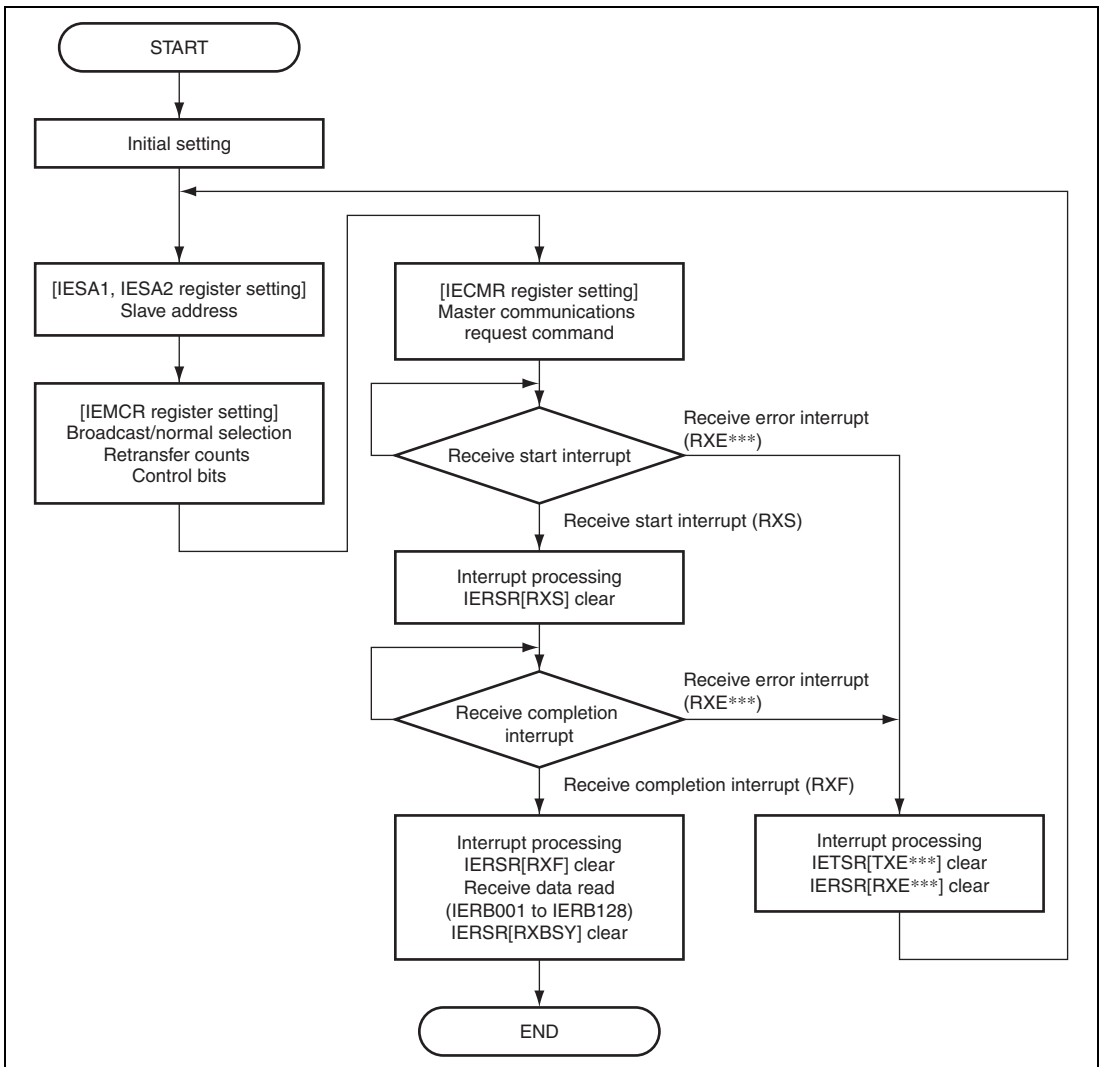 START
Initial setting
[IESA1, IESA2 register setting]
Slave address
[IEMCR register setting]
Broadcast/normal selection
Retransfer counts
Control bits
[IECMR register setting]
Master communications
request command
Receive start interrupt
Receive error interrupt
(RXE***)
Receive start interrupt (RXS)
Interrupt processing
IERSR[RXS] clear
Receive completion
interrupt
Receive error interrupt
(RXE***)
Receive completion interrupt (RXF)
Interrupt processing
IERSR[RXF] clear
Receive data read
(IERB001 to IERB128)
IERSR[RXBSY] clear
Interrupt processing
IETSR[TXE***] clear
IERSR[RXE***] clear
END